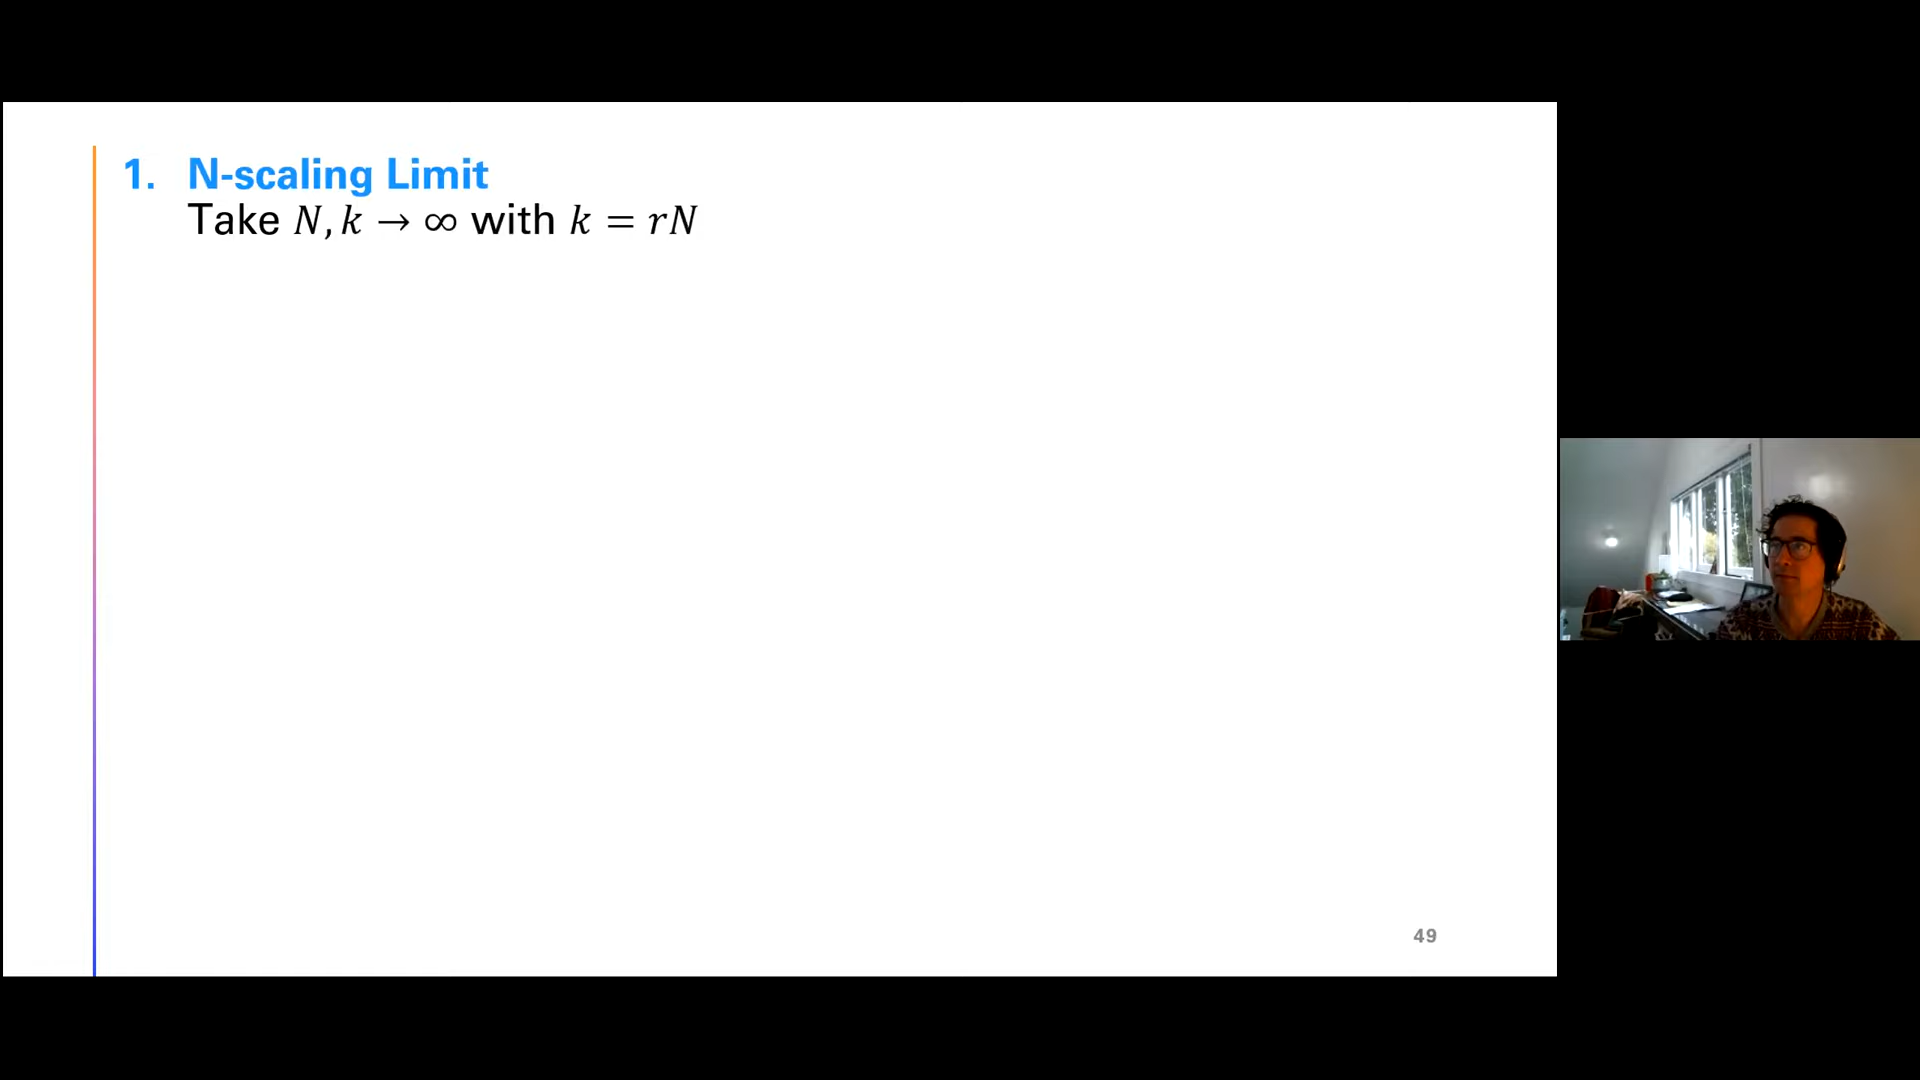 1. N-scaling Limit
Take N, k → ∞ with k = rN
49